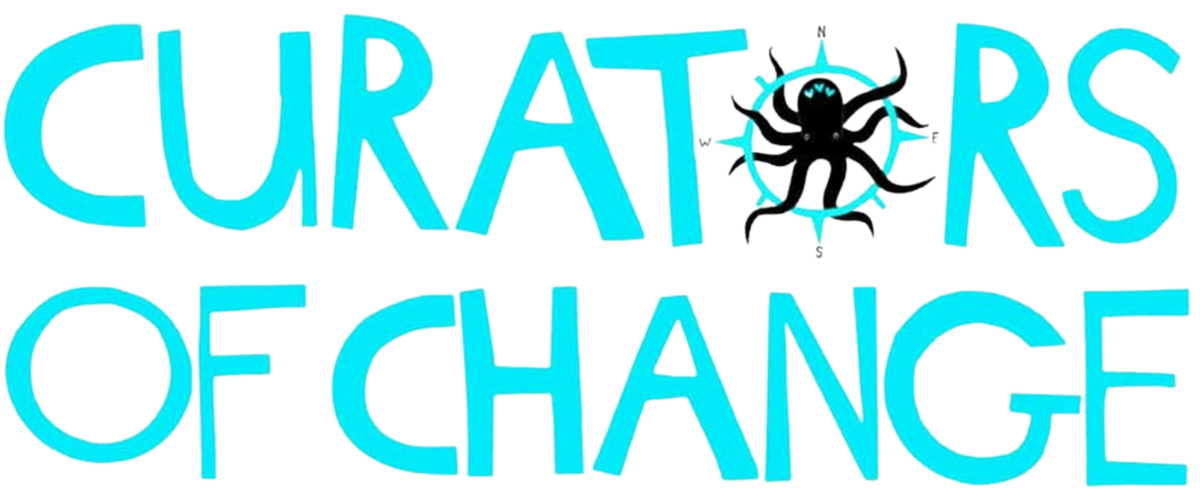 CURATORS
N
W E
S
OF CHANGE